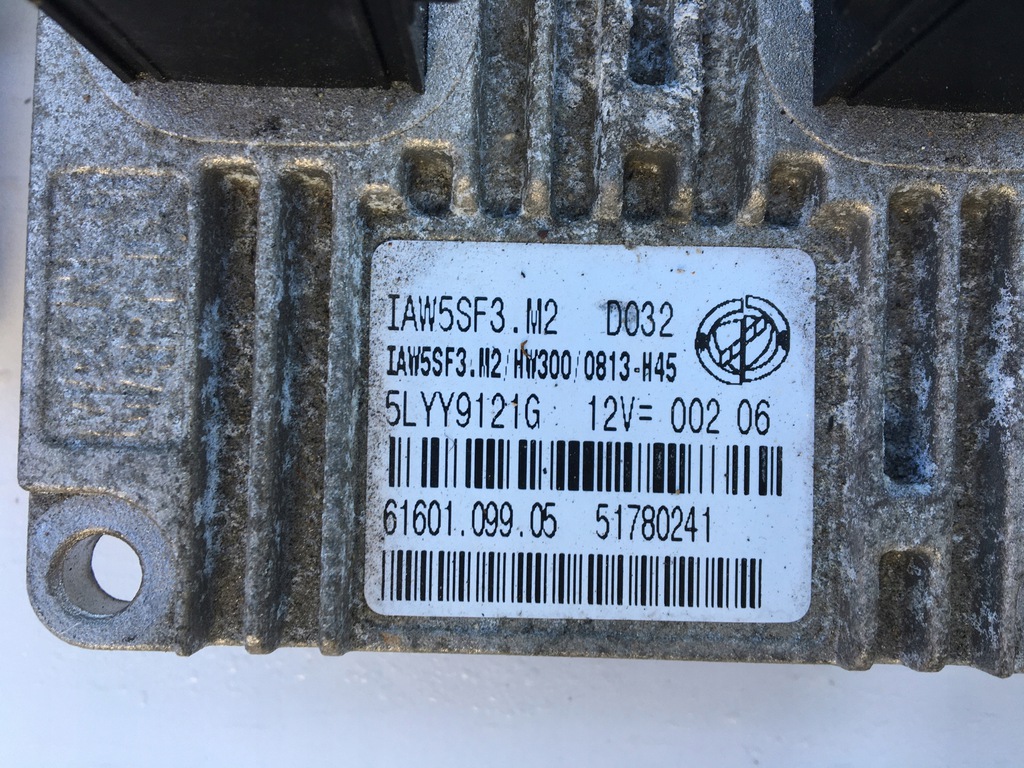 IAW5SF3.M2 D032
IAW5SF3.M2/HW300/0813-H45
5LYY9121G 12V= 002 06
61601.099.05 51780241